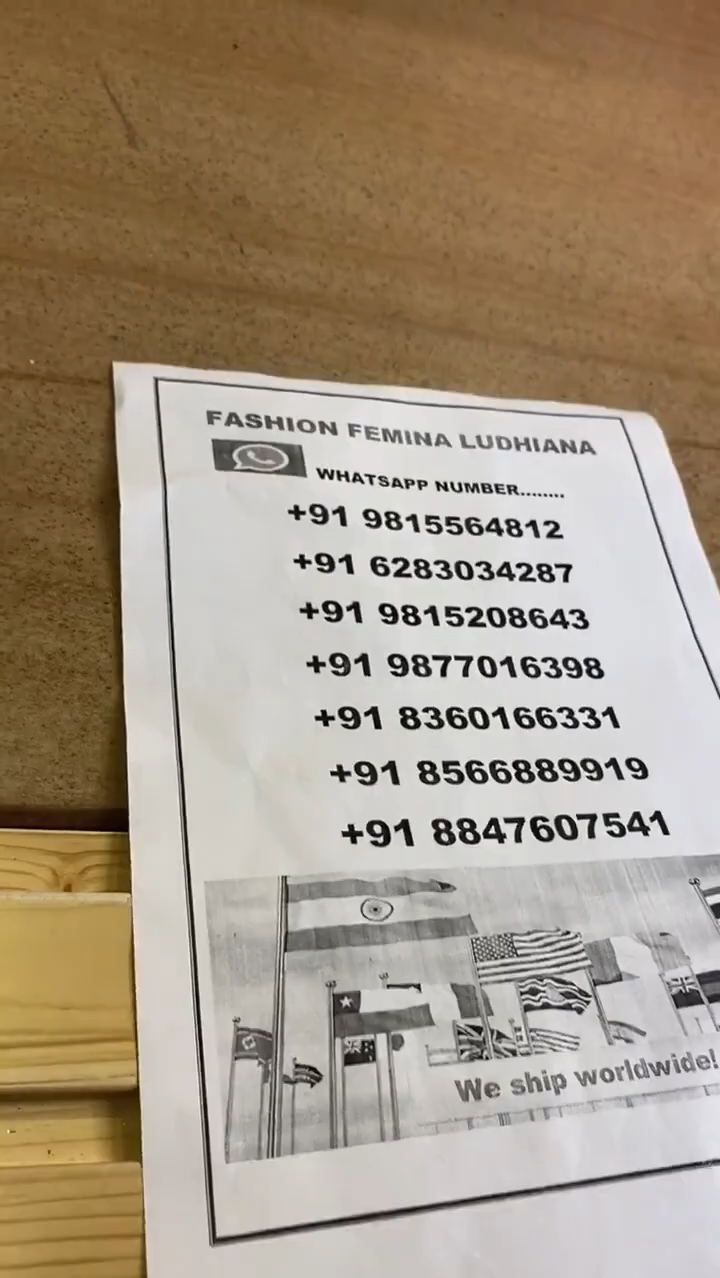 FASHION FEMINA LUDHIANA
WHATSAPP NUMBER........
+91 9815564812
+91 6283034287
+91 9815208643
+91 9877016398
+91 8360166331
+91 8566889919
+91 8847607541
We ship worldwide!